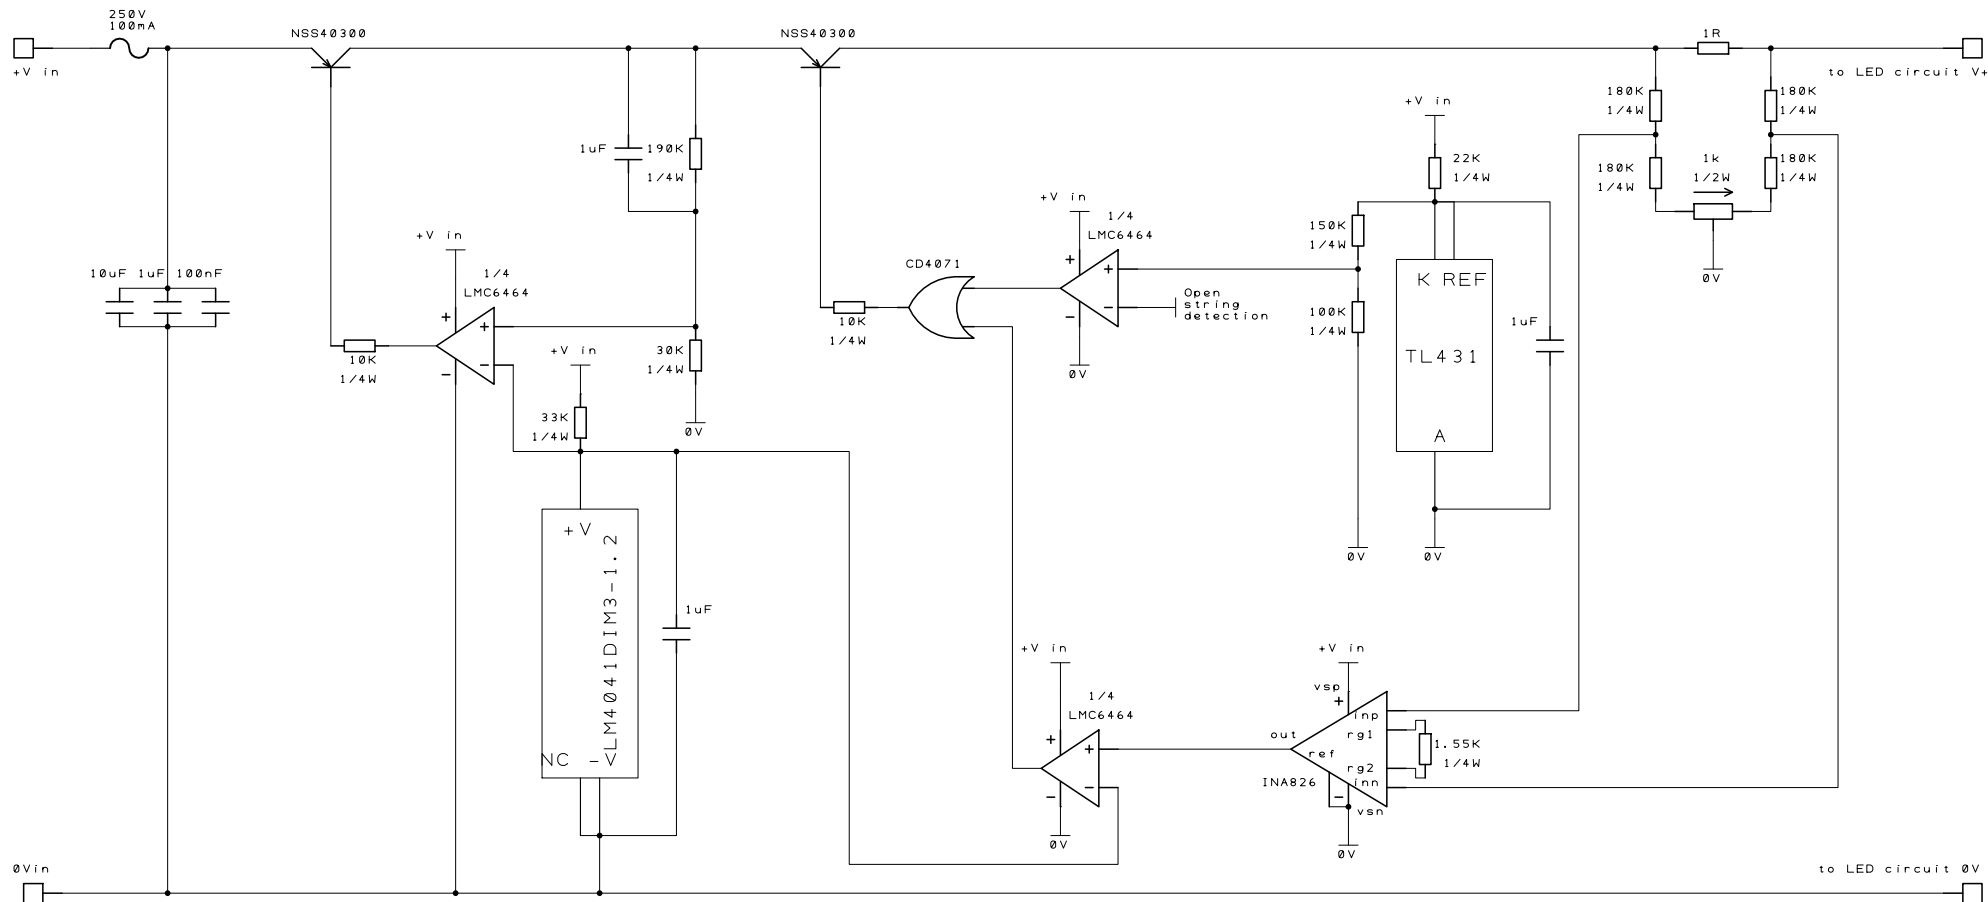 250V
100mA
+V in
NSS40300
NSS40300
1R
to LED circuit V+
10uF 1uF 100nF
1uF
190K
1/4W
+V in
1/4
LMC6464
+
-
+
-
10K
1/4W
+V in
30K
1/4W
0V
33K
1/4W
+V
LM4041DIM3-1.2
NC
-
1uF
CD4071
10K
1/4W
+V in
1/4
LMC6464
+
-
+
-
0V
Open
string
detection
+V in
22K
1/4W
150K
1/4W
100K
1/4W
0V
K REF
TL431
A
0V
1uF
180K
1/4W
180K
1/4W
180K
1/4W
180K
1/4W
1k
1/2W
0V
+V in
1/4
LMC6464
+
-
+
-
0V
+V in
vsp
+
inp
rg1
out
ref
rg2
inn
INA826
-
vsn
0V
1.55K
1/4W
0Vin
to LED circuit 0V